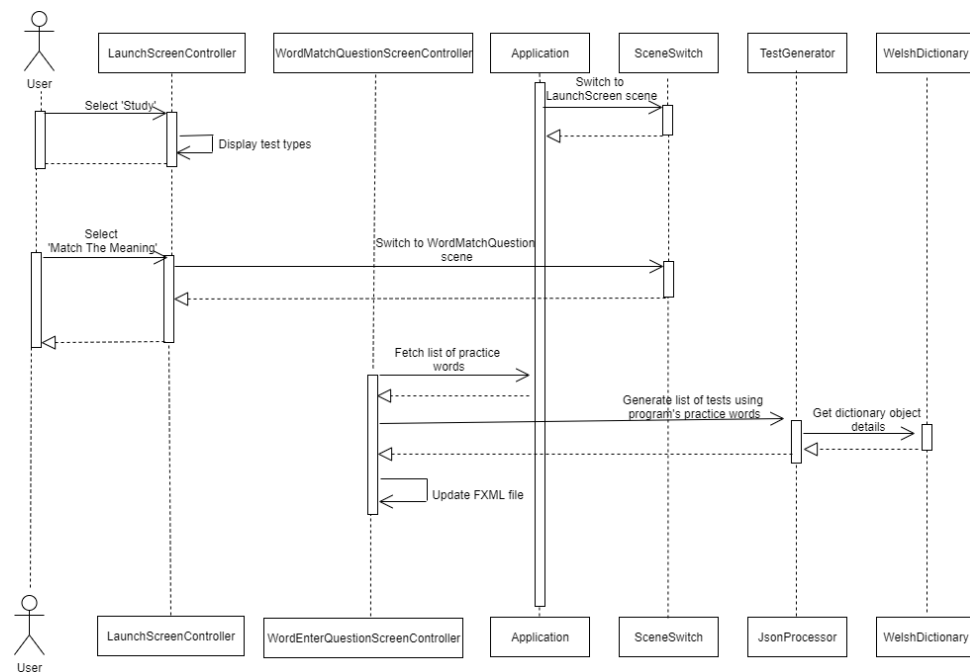 User
LaunchScreenController
WordMatchQuestionScreenController
Application
SceneSwitch
TestGenerator
WelshDictionary
Switch to
LaunchScreen scene
Select 'Study'
Display test types
Select
'Match The Meaning'
Switch to WordMatchQuestion
scene
Fetch list of practice
words
Generate list of tests using
program's practice words
Get dictionary object
details
Update FXML file
User
LaunchScreenController
WordEnterQuestionScreenController
Application
SceneSwitch
JsonProcessor
WelshDictionary